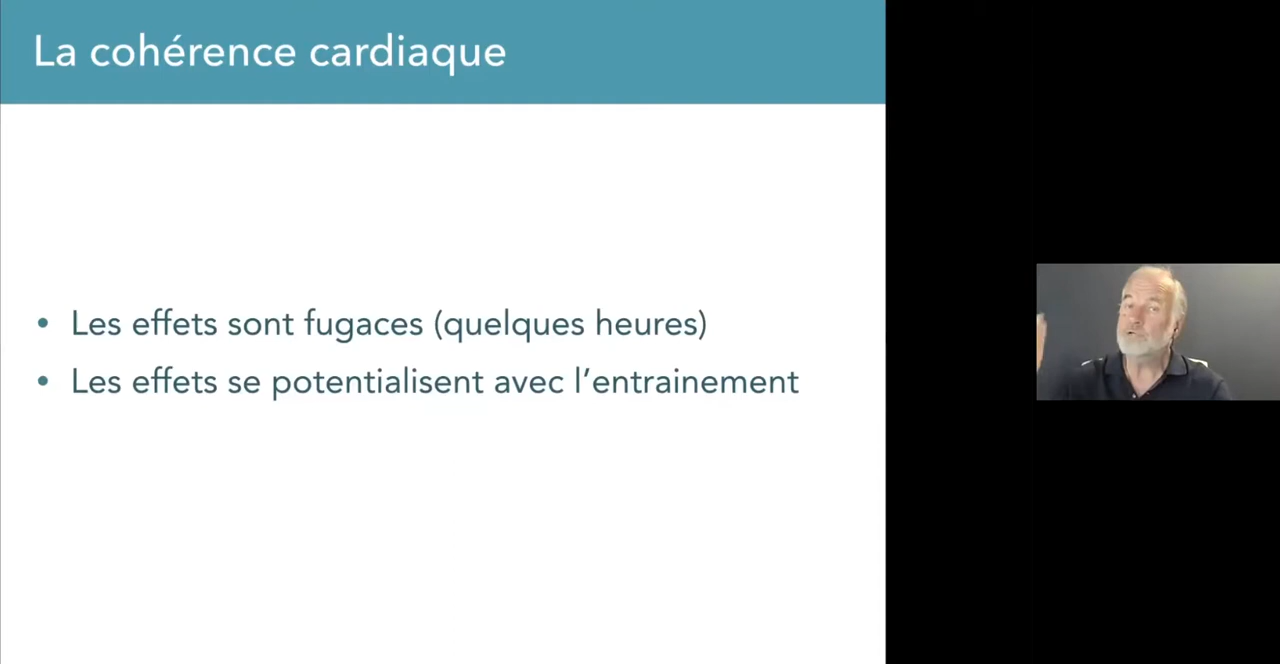 La cohérence cardiaque
• Les effets sont fugaces (quelques heures)
• Les effets se potentialisent avec l’entrainement